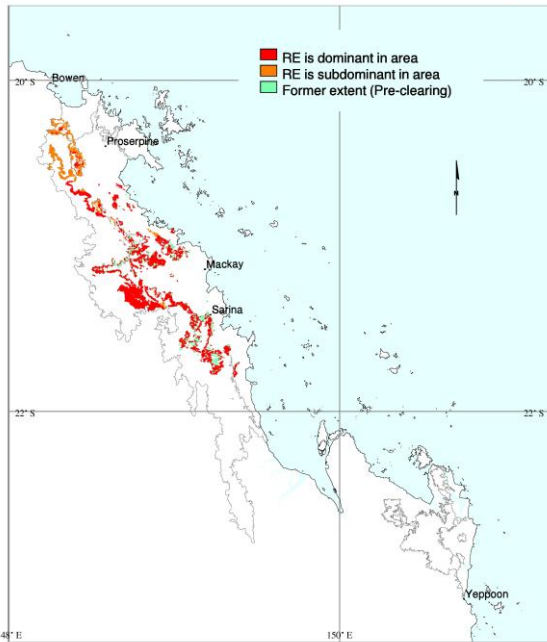 RE is dominant in area
RE is subdominant in area
Former extent (Pre-clearing)
20° S
20° S
Bowen
Proserpine
N
Mackay
Sarina
22° S
22° S
Yeppoon
48° E
150° E